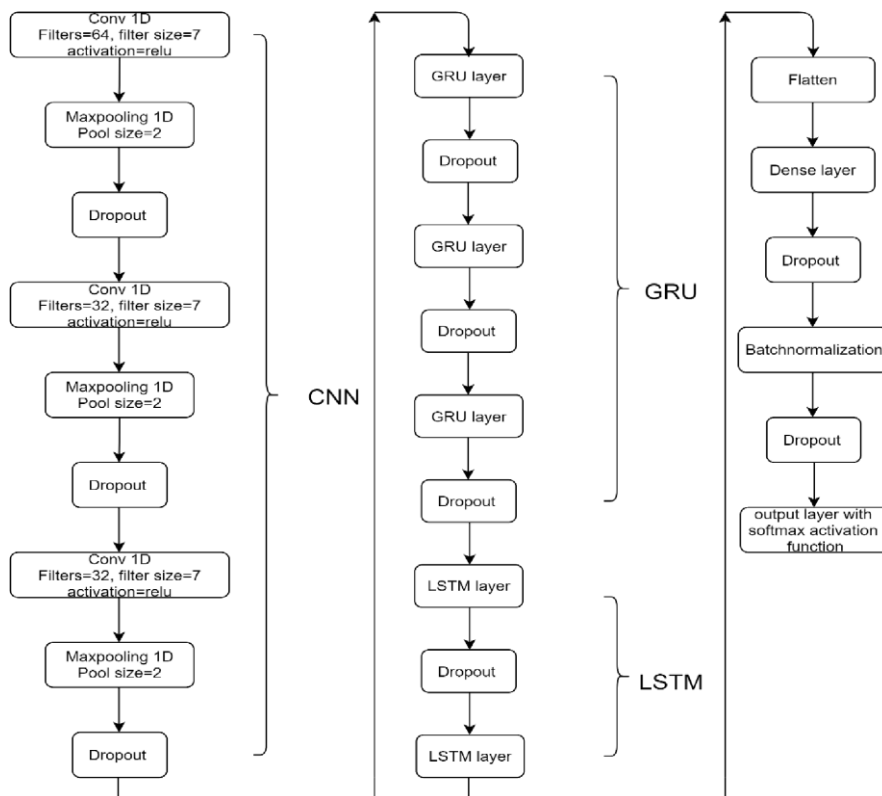 Conv 1D
Filters=64, filter size=7
activation=relu
Maxpooling 1D
Pool size=2
Dropout
Conv 1D
Filters=32, filter size=7
activation=relu
Maxpooling 1D
Pool size=2
Dropout
Conv 1D
Filters=32, filter size=7
activation=relu
Maxpooling 1D
Pool size=2
Dropout
CNN
GRU layer
Dropout
GRU layer
Dropout
GRU layer
Dropout
GRU
LSTM layer
Dropout
LSTM layer
LSTM
Flatten
Dense layer
Dropout
Batchnormalization
Dropout
output layer with
softmax activation
function